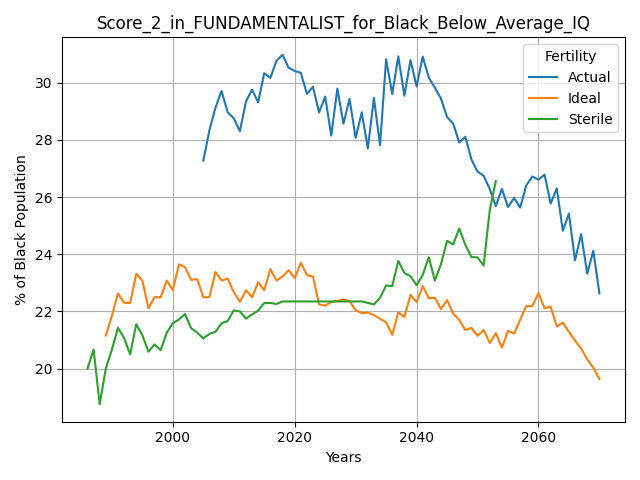 Score_2_in_FUNDAMENTALIST_for_Black_Below_Average_IQ
Fertility
Actual
Ideal
Sterile
% of Black Population
30
28
26
24
22
20
2000 2020 2040 2060
Years